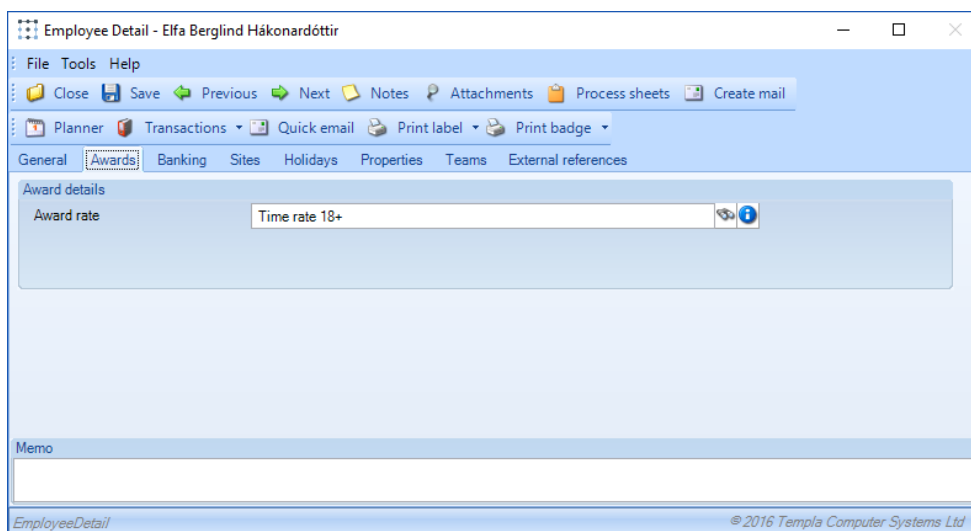 Employee Detail - Elfa Berglind Hákonardóttir
File Tools Help
Close Save Previous Next Notes Attachments Process sheets Create mail
Planner Transactions Quick email Print label Print badge
General Awards Banking Sites Holidays Properties Teams External references
Award details
Award rate Time rate 18+
Memo
EmployeeDetail © 2016 Templa Computer Systems Ltd